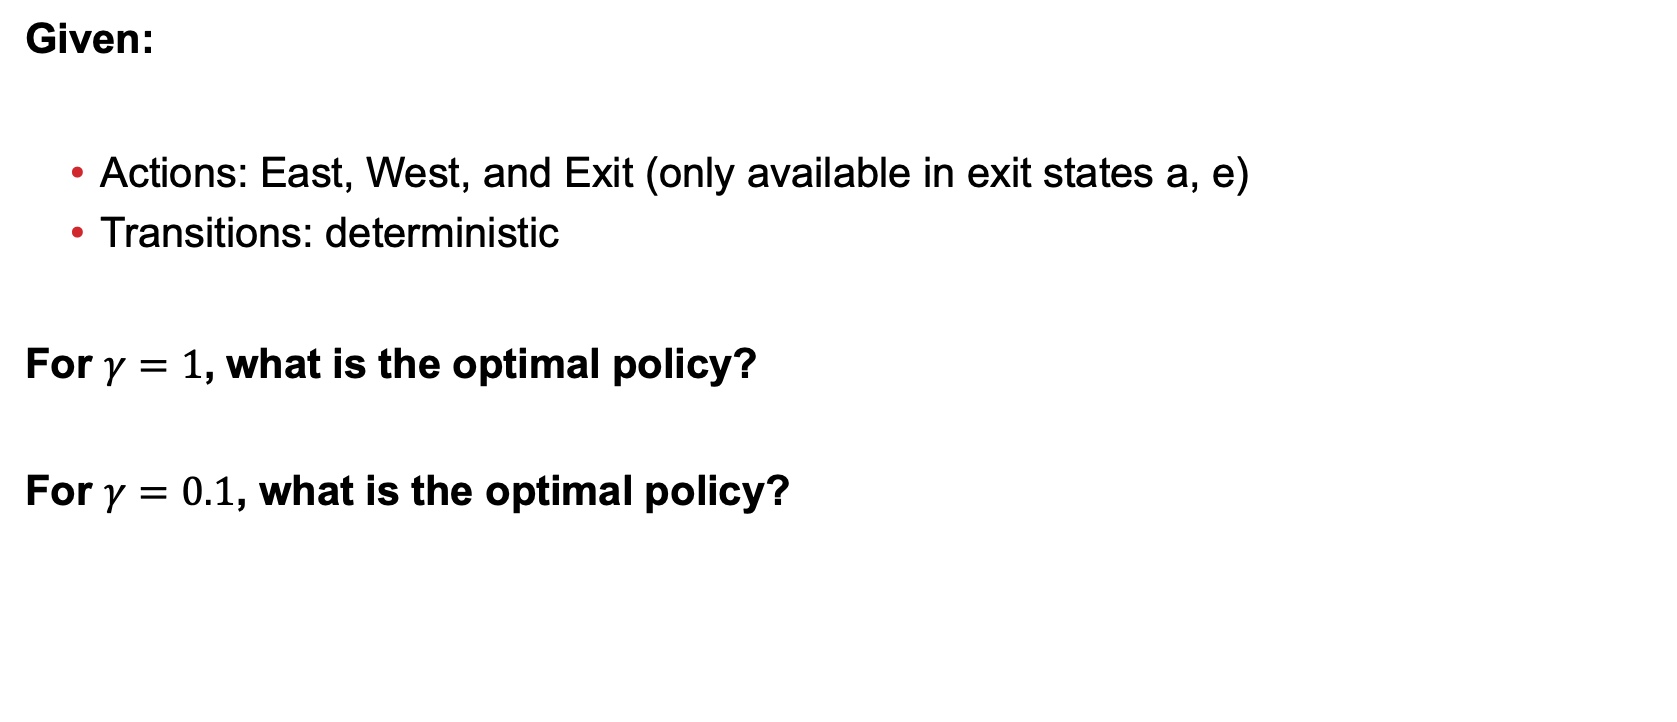 Given:
• Actions: East, West, and Exit (only available in exit states a, e)
• Transitions: deterministic
For 𝛾 = 1, what is the optimal policy?
For 𝛾 = 0.1, what is the optimal policy?